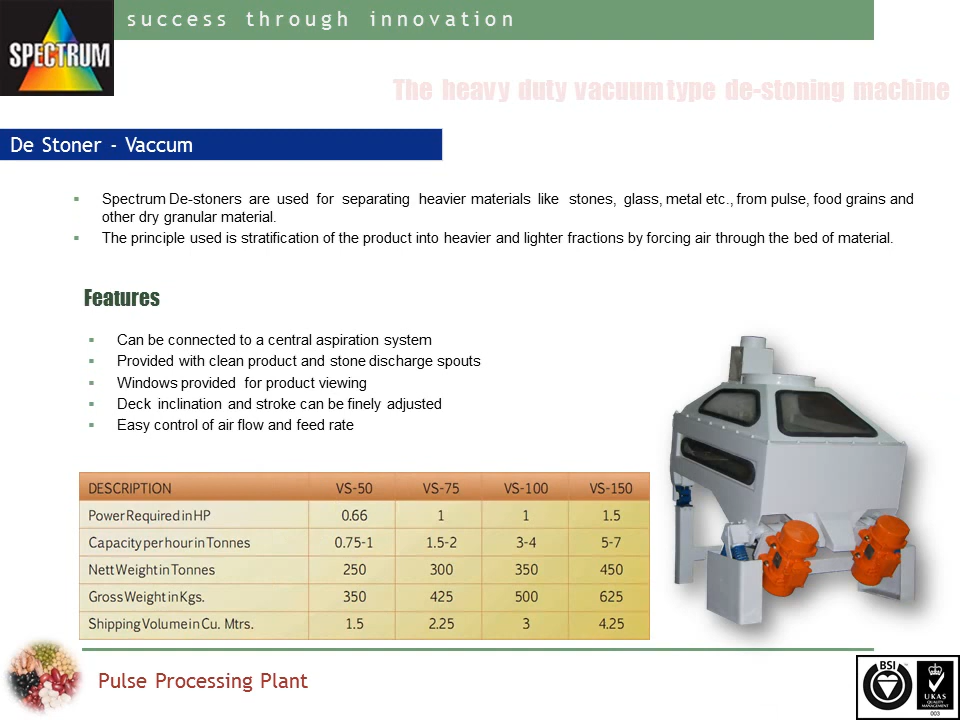 success through innovation
SPECTRUM
The heavy duty vacuum type de-stoning machine
De Stoner - Vaccum
Spectrum De-stoners are used for separating heavier materials like stones, glass, metal etc., from pulse, food grains and
other dry granular material.
The principle used is stratification of the product into heavier and lighter fractions by forcing air through the bed of material.
Features
Can be connected to a central aspiration system
Provided with clean product and stone discharge spouts
Windows provided for product viewing
Deck inclination and stroke can be finely adjusted
Easy control of air flow and feed rate
DESCRIPTION VS-50 VS-75 VS-100 VS-150
Power Required in HP 0.66 1 1 1.5
Capacity per hour in Tonnes 0.75-1 1.5-2 3-4 5-7
Nett Weight in Tonnes 250 300 350 450
Gross Weight in Kgs. 350 425 500 625
Shipping Volume in Cu. Mtrs. 1.5 2.25 3 4.25
Pulse Processing Plant
BSI
UKAS
QUALITY
MANAGEMENT
003